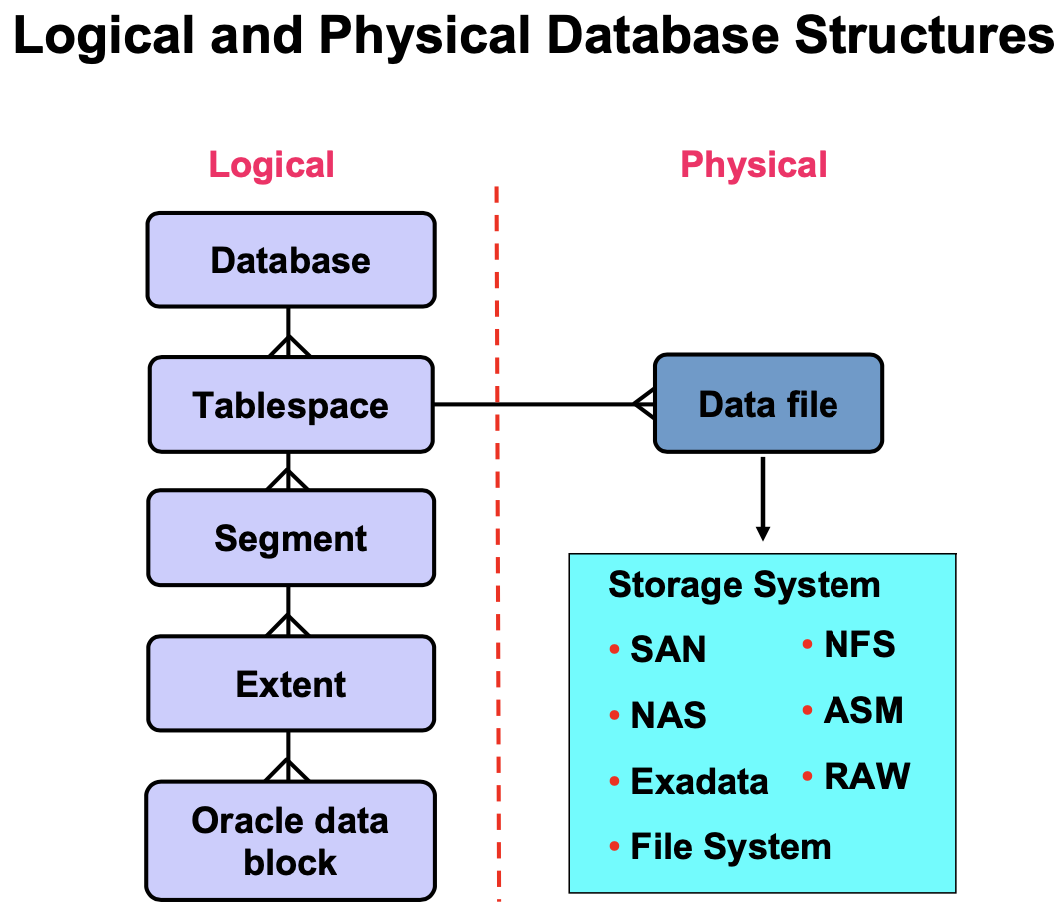 Logical and Physical Database Structures
Logical
Physical
Database
Tablespace
Data file
Segment
Extent
Oracle data
block
Storage System
• SAN
• NFS
• NAS
• ASM
• Exadata
• RAW
• File System